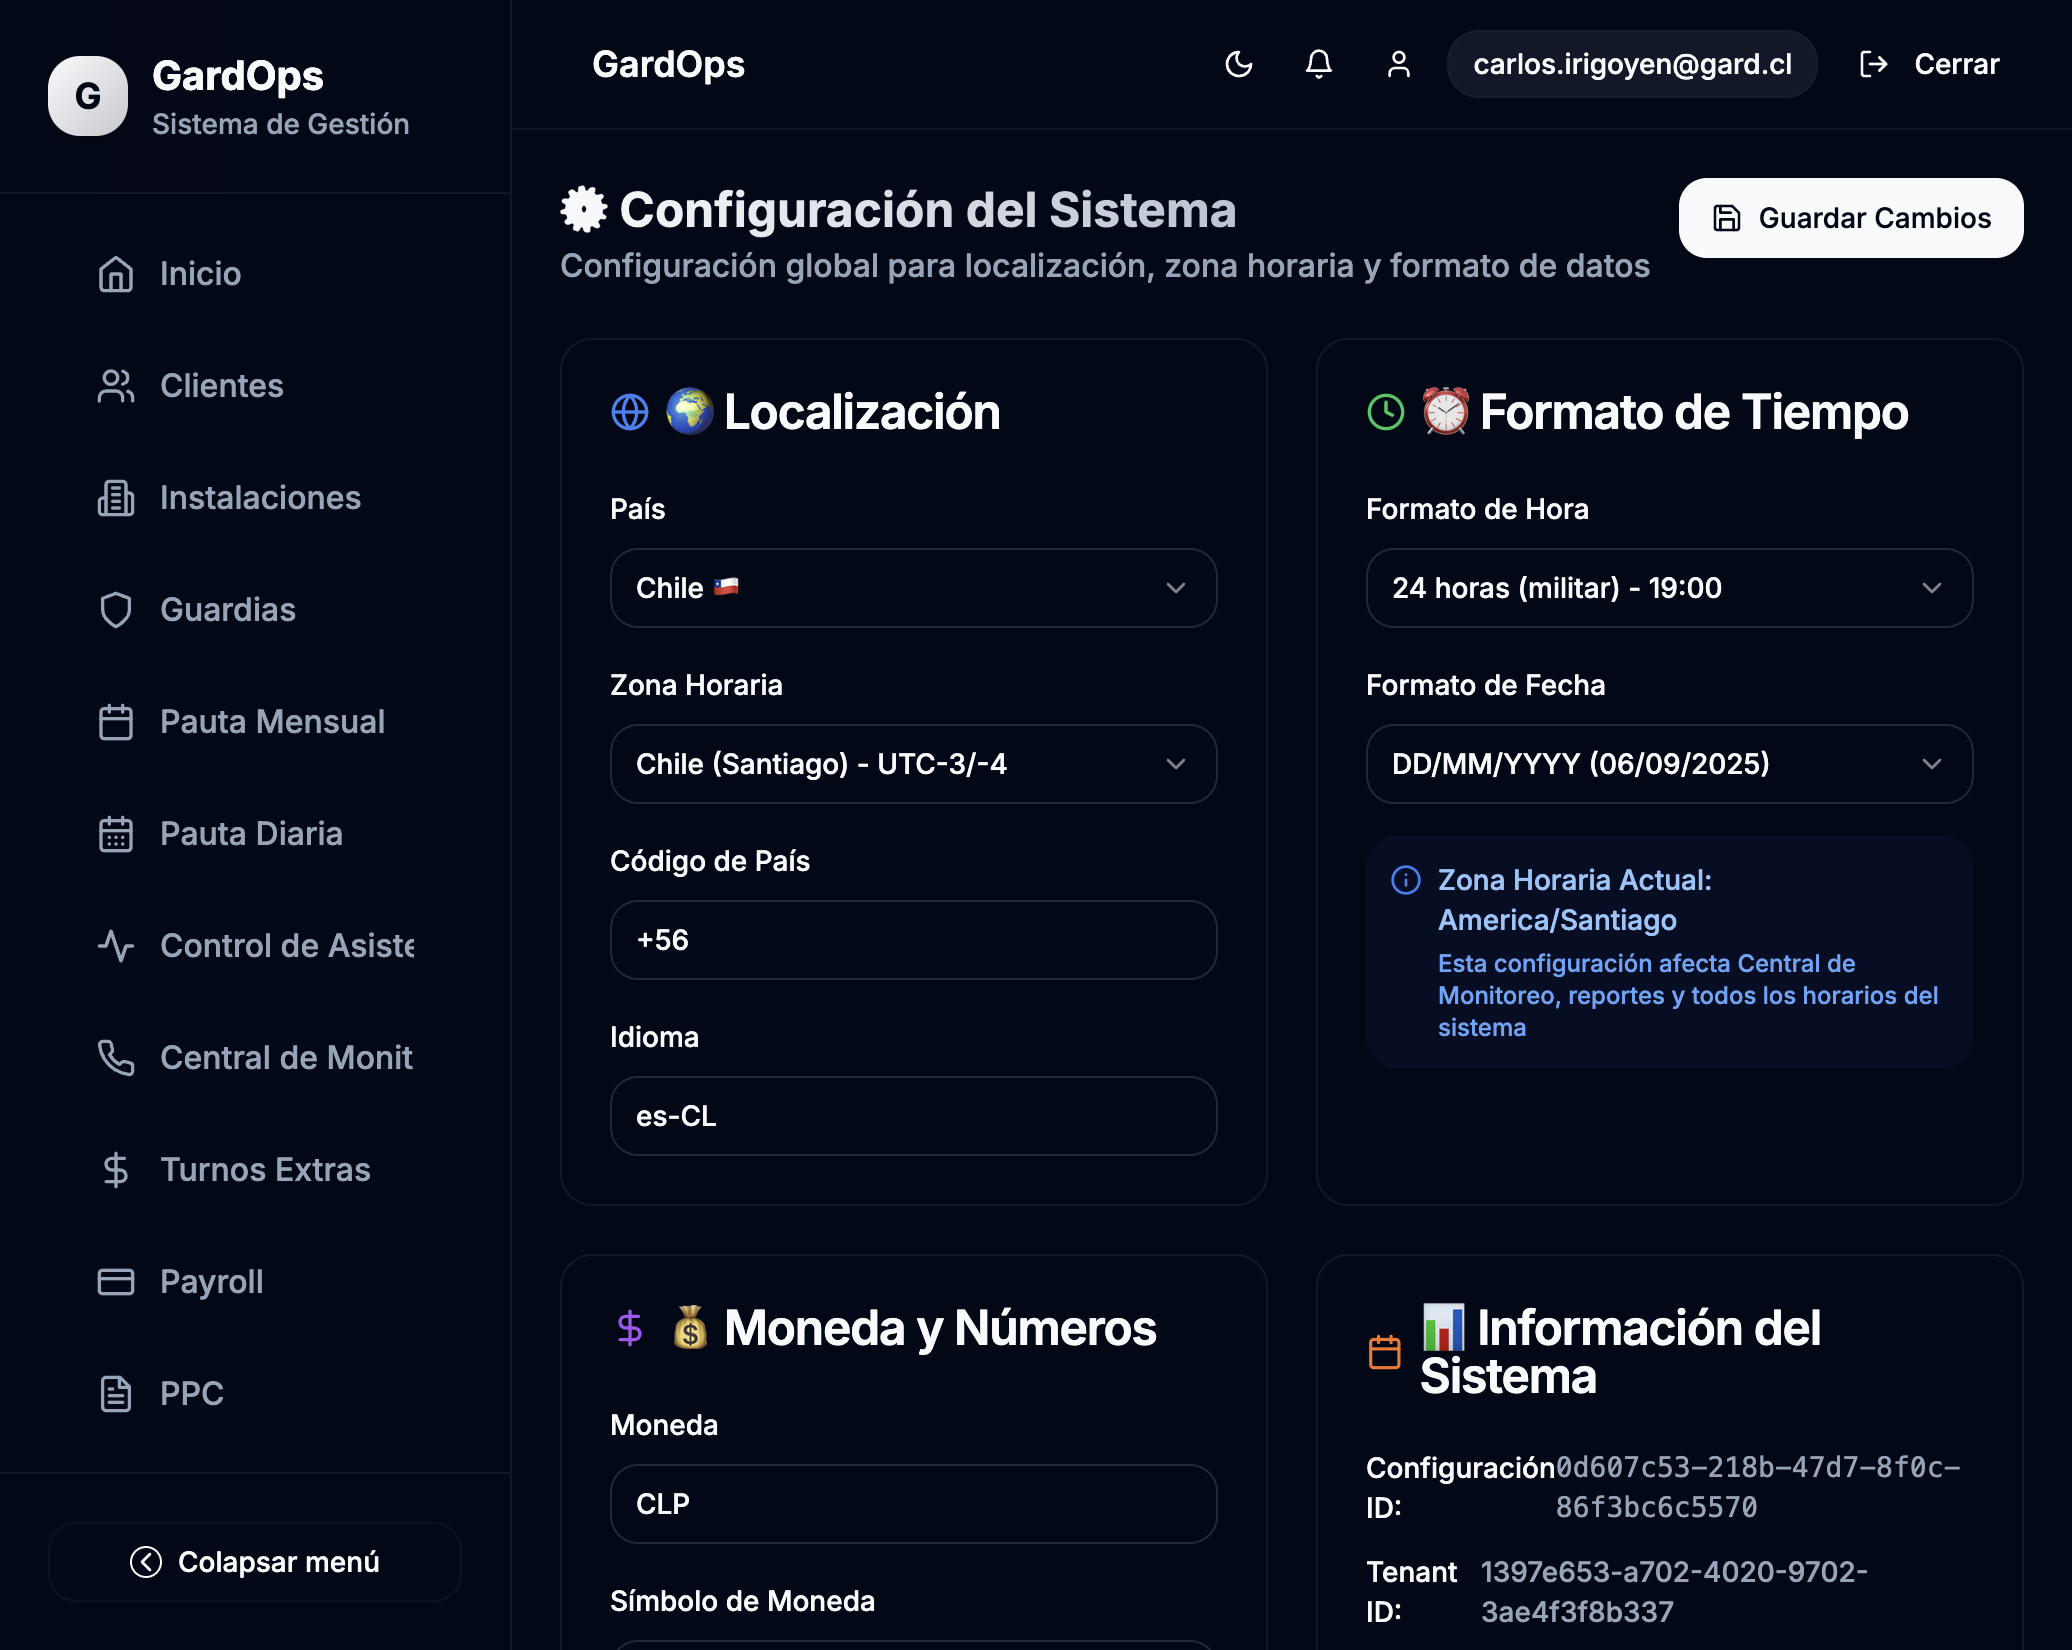 G
GardOps
Sistema de Gestión
Inicio
Clientes
Instalaciones
Guardias
Pauta Mensual
Pauta Diaria
Control de Asiste
Central de Monit
Turnos Extras
Payroll
PPC
Colapsar menú
GardOps
carlos.irigoyen@gard.cl
Cerrar
Configuración del Sistema
Configuración global para localización, zona horaria y formato de datos
Guardar Cambios
Localización
País
Chile 🇨🇱
Zona Horaria
Chile (Santiago) - UTC-3/-4
Código de País
+56
Idioma
es-CL
Formato de Tiempo
Formato de Hora
24 horas (militar) - 19:00
Formato de Fecha
DD/MM/YYYY (06/09/2025)
Zona Horaria Actual:
America/Santiago
Esta configuración afecta Central de
Monitoreo, reportes y todos los horarios del
sistema
Moneda y Números
Moneda
CLP
Símbolo de Moneda
Información del
Sistema
Configuración ID:
0d607c53-218b-47d7-8f0c-
86f3bc6c5570
Tenant ID:
1397e653-a702-4020-9702-
3ae4f3f8b337